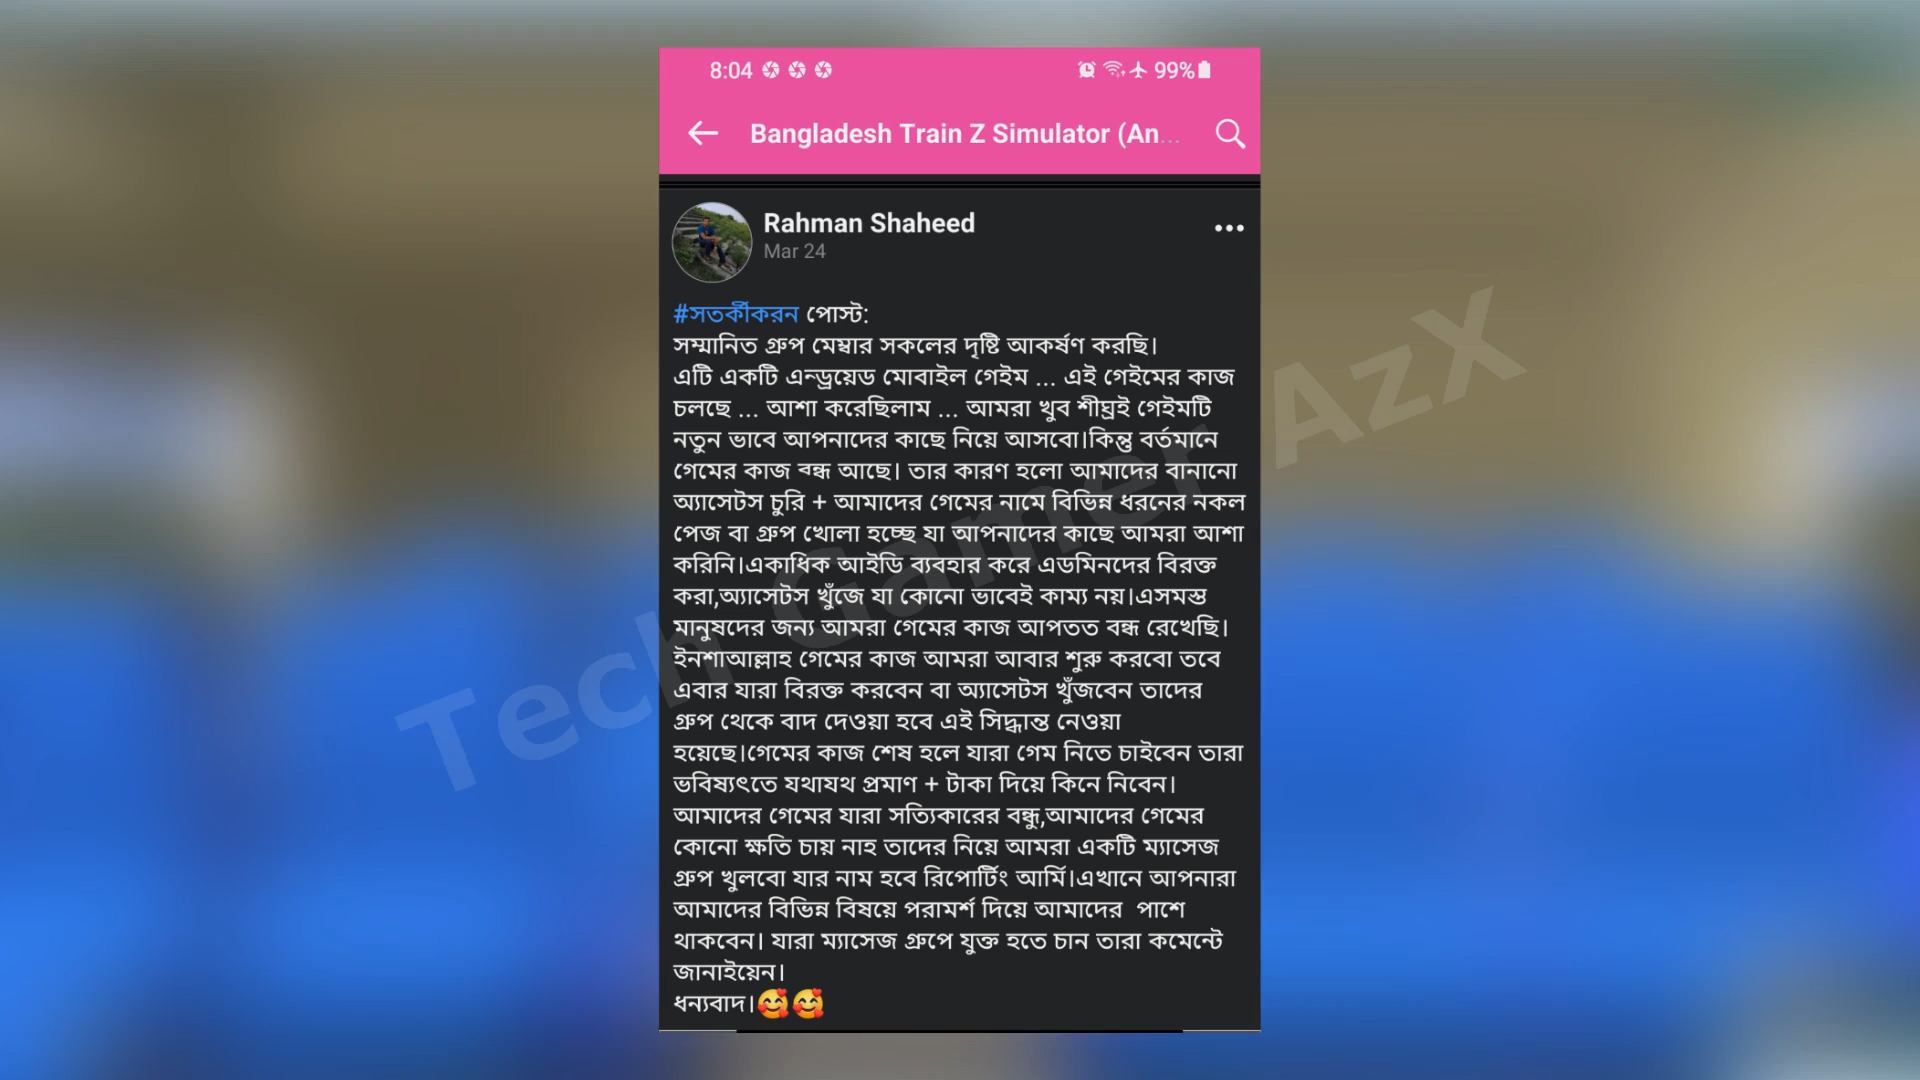 8:04
99%
Bangladesh Train Z Simulator (An...
Rahman Shaheed
Mar 24
#সতর্কীকরন পোস্ট:
সম্মানিত গ্রুপ মেম্বার সকলের দৃষ্টি আকর্ষণ করছি।
এটি একটি এন্ড্রয়েড মোবাইল গেইম ... এই গেইমের কাজ
চলছে ... আশা করেছিলাম ... আমরা খুব শীঘ্রই গেইমটি
নতুন ভাবে আপনাদের কাছে নিয়ে আসবো।কিন্তু বর্তমানে
গেমের কাজ ব্ন্ধ আছে। তার কারণ হলো আমাদের বানানো
অ্যাসেটস চুরি + আমাদের গেমের নামে বিভিন্ন ধরনের নকল
পেজ বা গ্রুপ খোলা হচ্ছে যা আপনাদের কাছে আমরা আশা
করিনি।একাধিক আইডি ব্যবহার করে এডমিনদের বিরক্ত
করা,অ্যাসেটস খুঁজে যা কোনো ভাবেই কাম্য নয়।এসমস্ত
মানুষদের জন্য আমরা গেমের কাজ আপতত বন্ধ রেখেছি।
ইনশাআল্লাহ গেমের কাজ আমরা আবার শুরু করবো তবে
এবার যারা বিরক্ত করবেন বা অ্যাসেটস খুঁজবেন তাদের
গ্রুপ থেকে বাদ দেওয়া হবে এই সিদ্ধান্ত নেওয়া
হয়েছে।গেমের কাজ শেষ হলে যারা গেম নিতে চাইবেন তারা
ভবিষ্যৎতে যথাযথ প্রমাণ + টাকা দিয়ে কিনে নিবেন।
আমাদের গেমের যারা সত্যিকারের বন্ধু,আমাদের গেমের
কোনো ক্ষতি চায় নাহ তাদের নিয়ে আমরা একটি ম্যাসেজ
গ্রুপ খুলবো যার নাম হবে রিপোর্টিং আর্মি।এখানে আপনারা
আমাদের বিভিন্ন বিষয়ে পরামর্শ দিয়ে আমাদের পাশে
থাকবেন। যারা ম্যাসেজ গ্রুপে যুক্ত হতে চান তারা কমেন্টে
জানাইয়েন।
ধন্যবাদ।🥰🥰
Tech Gamer AzX